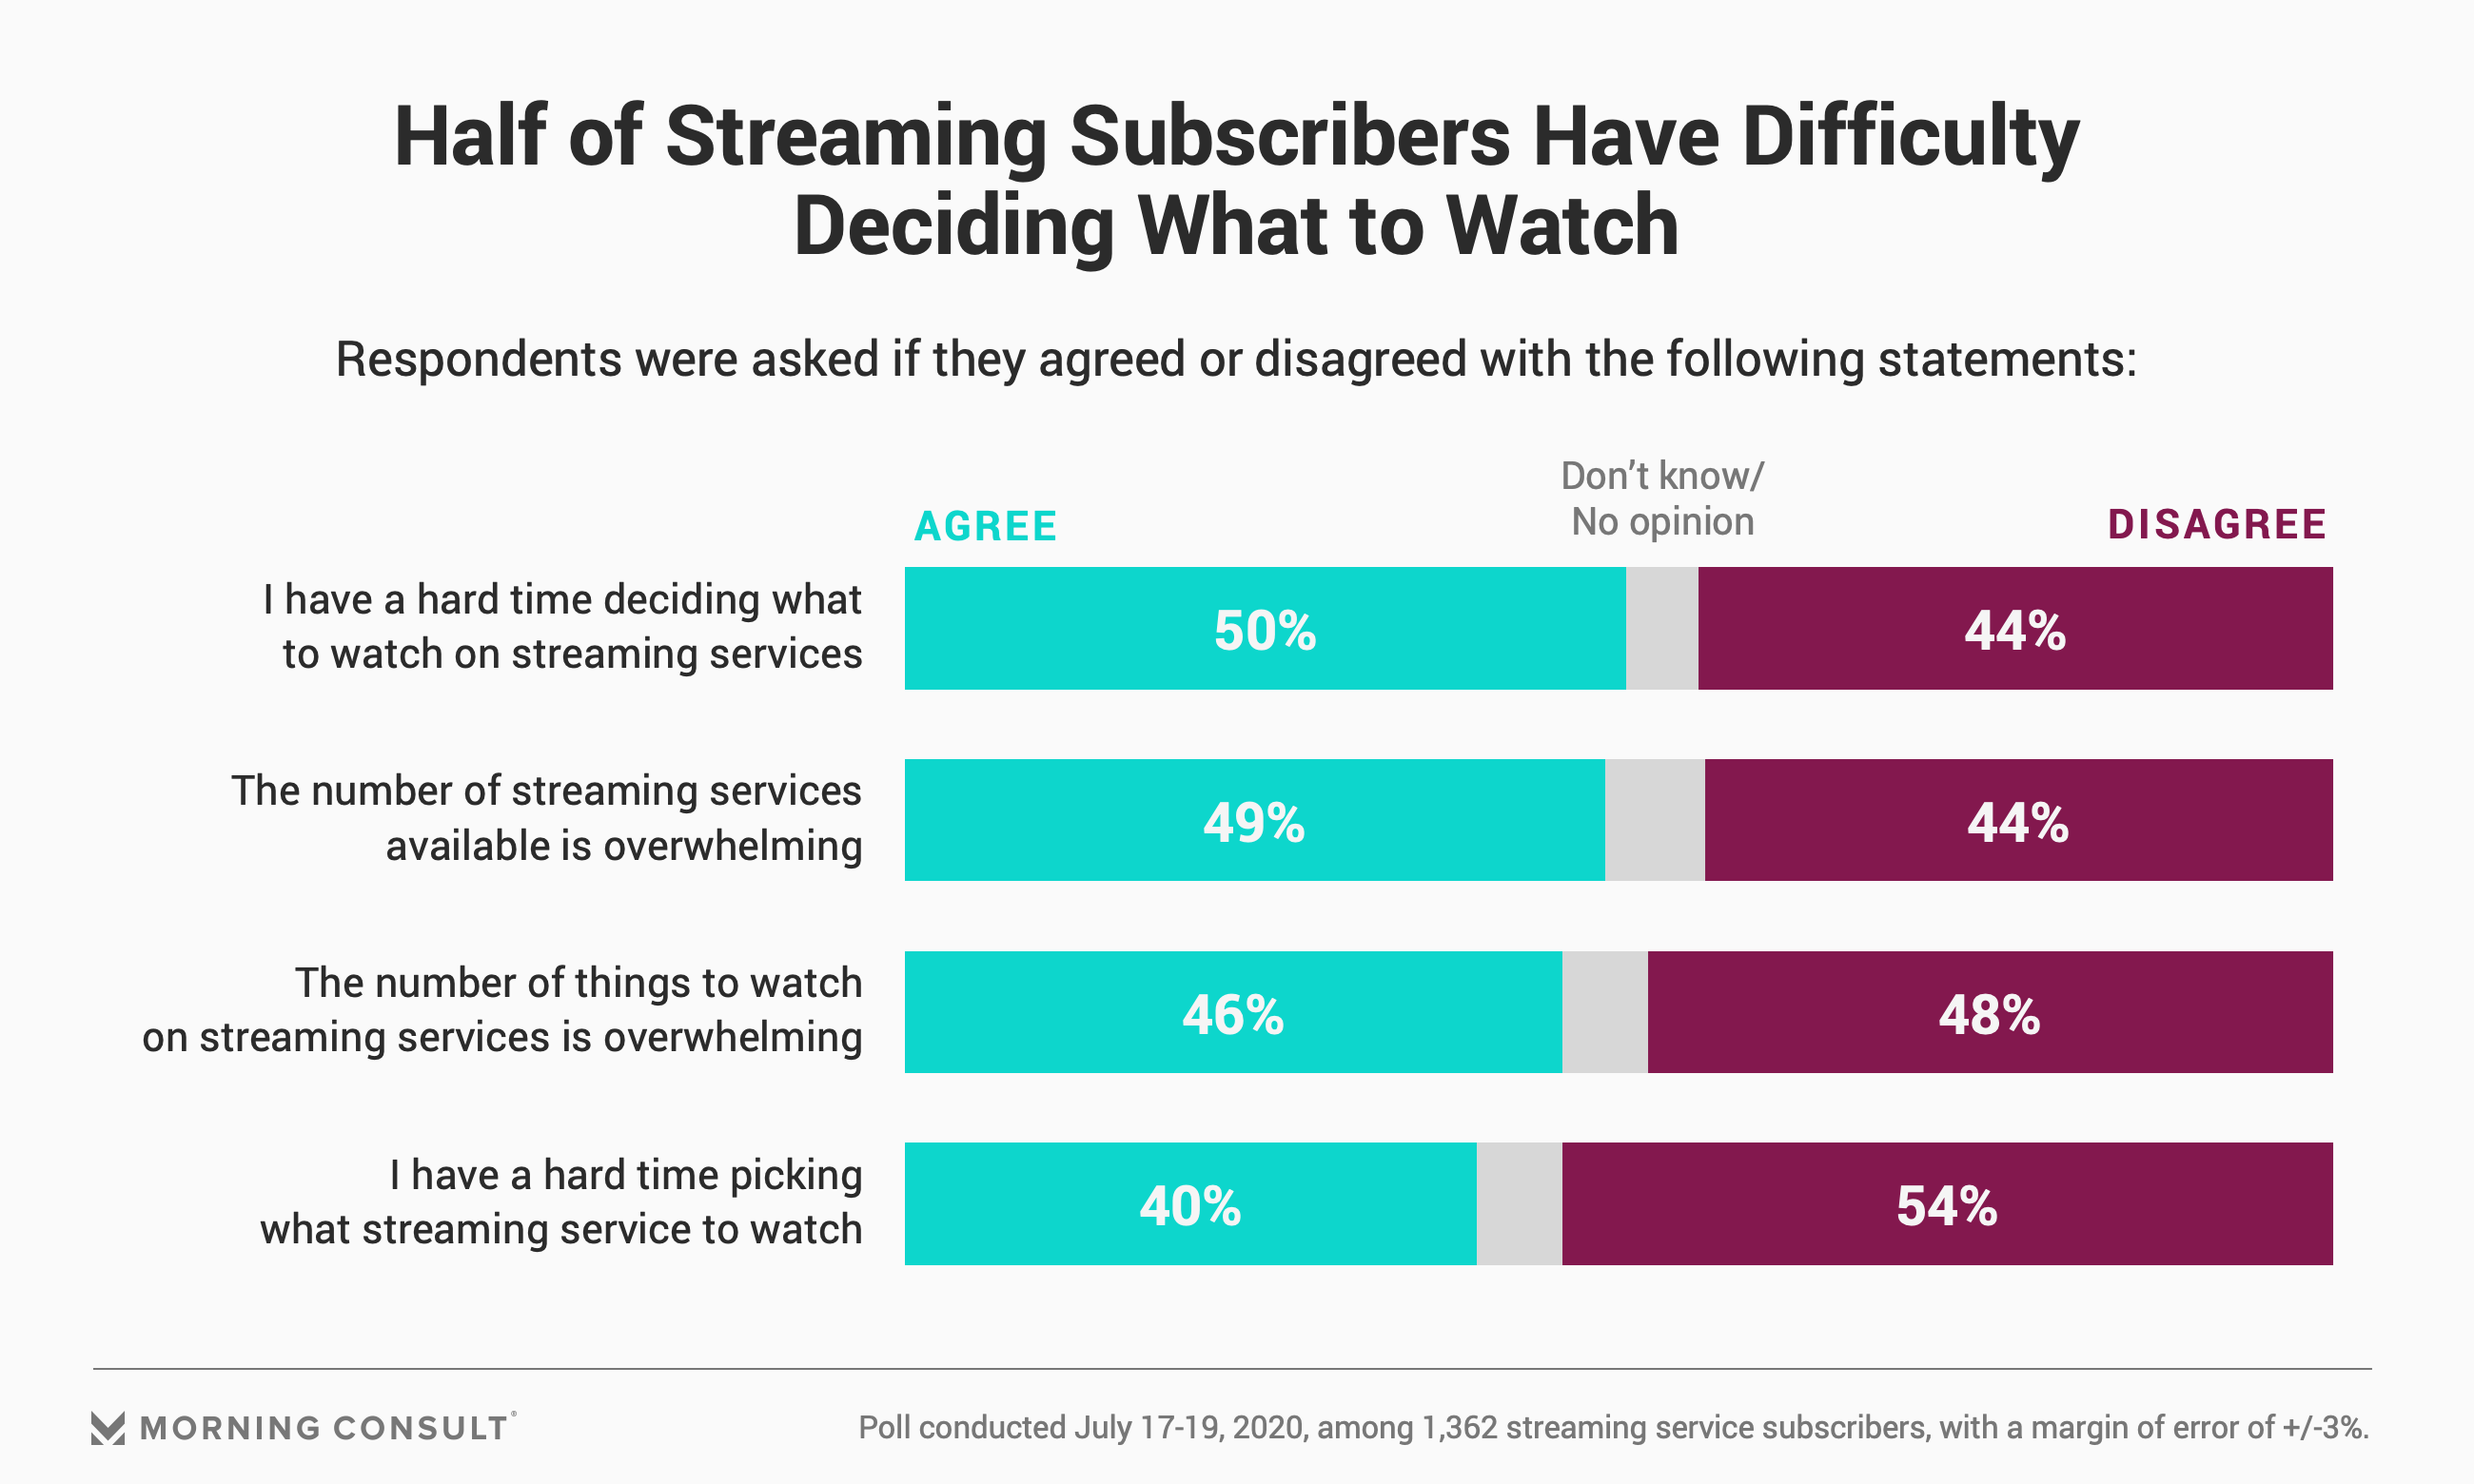 Half of Streaming Subscribers Have Difficulty
Deciding What to Watch
Respondents were asked if they agreed or disagreed with the following statements:
AGREE
Don't know/
No opinion
DISAGREE
I have a hard time deciding what
to watch on streaming services
50%
44%
The number of streaming services
available is overwhelming
49%
44%
The number of things to watch
on streaming services is overwhelming
46%
48%
I have a hard time picking
what streaming service to watch
40%
54%
MORNING CONSULT®
Poll conducted July 17-19, 2020, among 1,362 streaming service subscribers, with a margin of error of +/-3%.